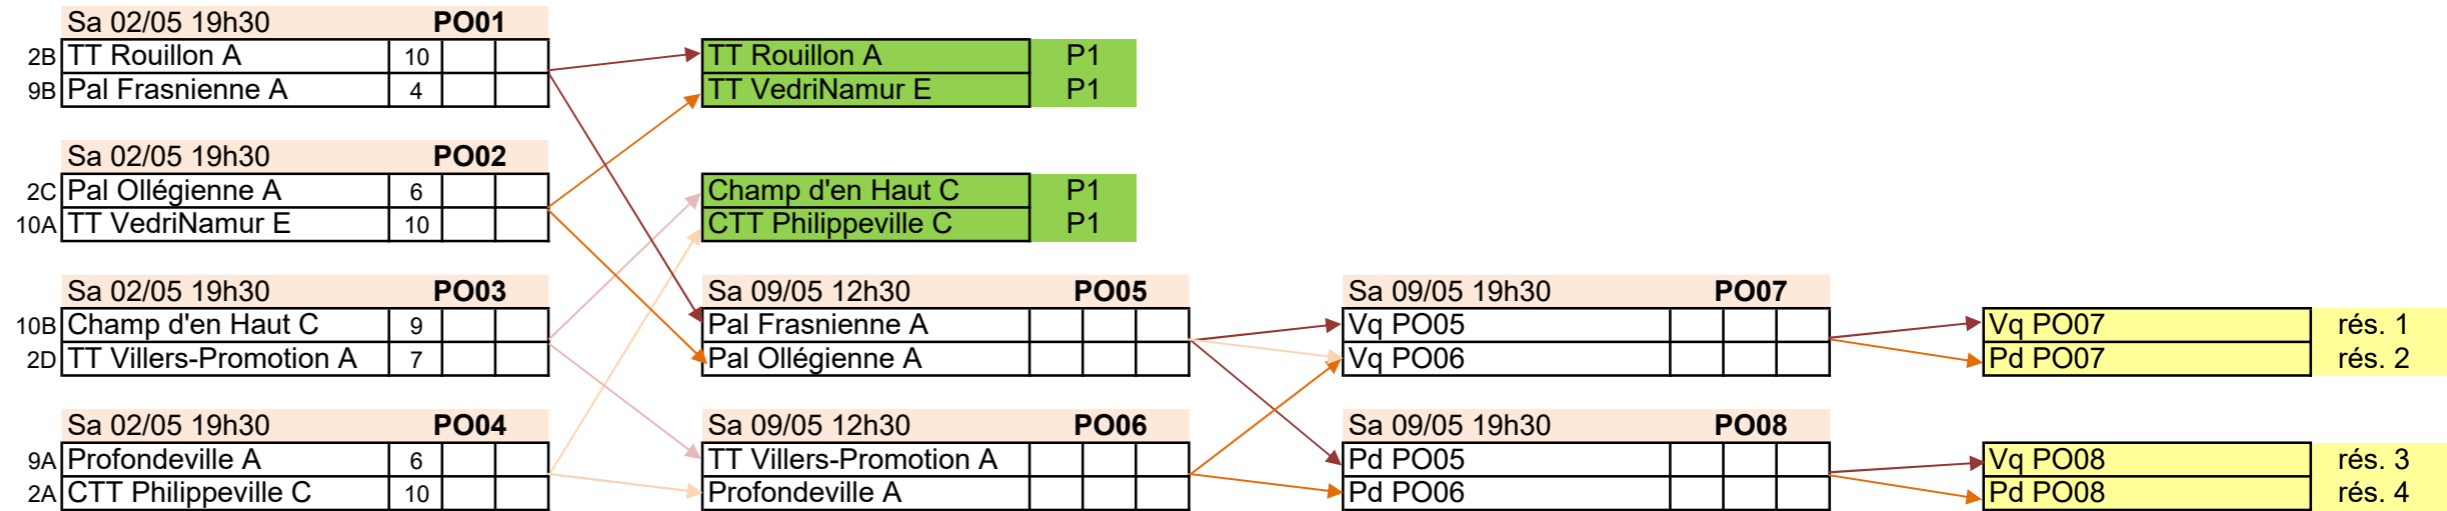 Sa 02/05 19h30 PO01
2B TT Rouillon A 10 TT Rouillon A P1
9B Pal Frasnienne A 4 TT VedriNamur E P1
Sa 02/05 19h30 PO02
2C Pal Ollégienne A 6 Champ d'en Haut C P1
10A TT VedriNamur E 10 CTT Philippeville C P1
Sa 02/05 19h30 PO03 Sa 09/05 12h30 PO05 Sa 09/05 19h30 PO07
10B Champ d'en Haut C 9 Pal Frasnienne A Vq PO05 Vq PO07 rés. 1
2D TT Villers-Promotion A 7 Pal Ollégienne A Vq PO06 Pd PO07 rés. 2
Sa 02/05 19h30 PO04 Sa 09/05 12h30 PO06 Sa 09/05 19h30 PO08
9A Profondeville A 6 TT Villers-Promotion A Pd PO05 Vq PO08 rés. 3
2A CTT Philippeville C 10 Profondeville A Pd PO06 Pd PO08 rés. 4